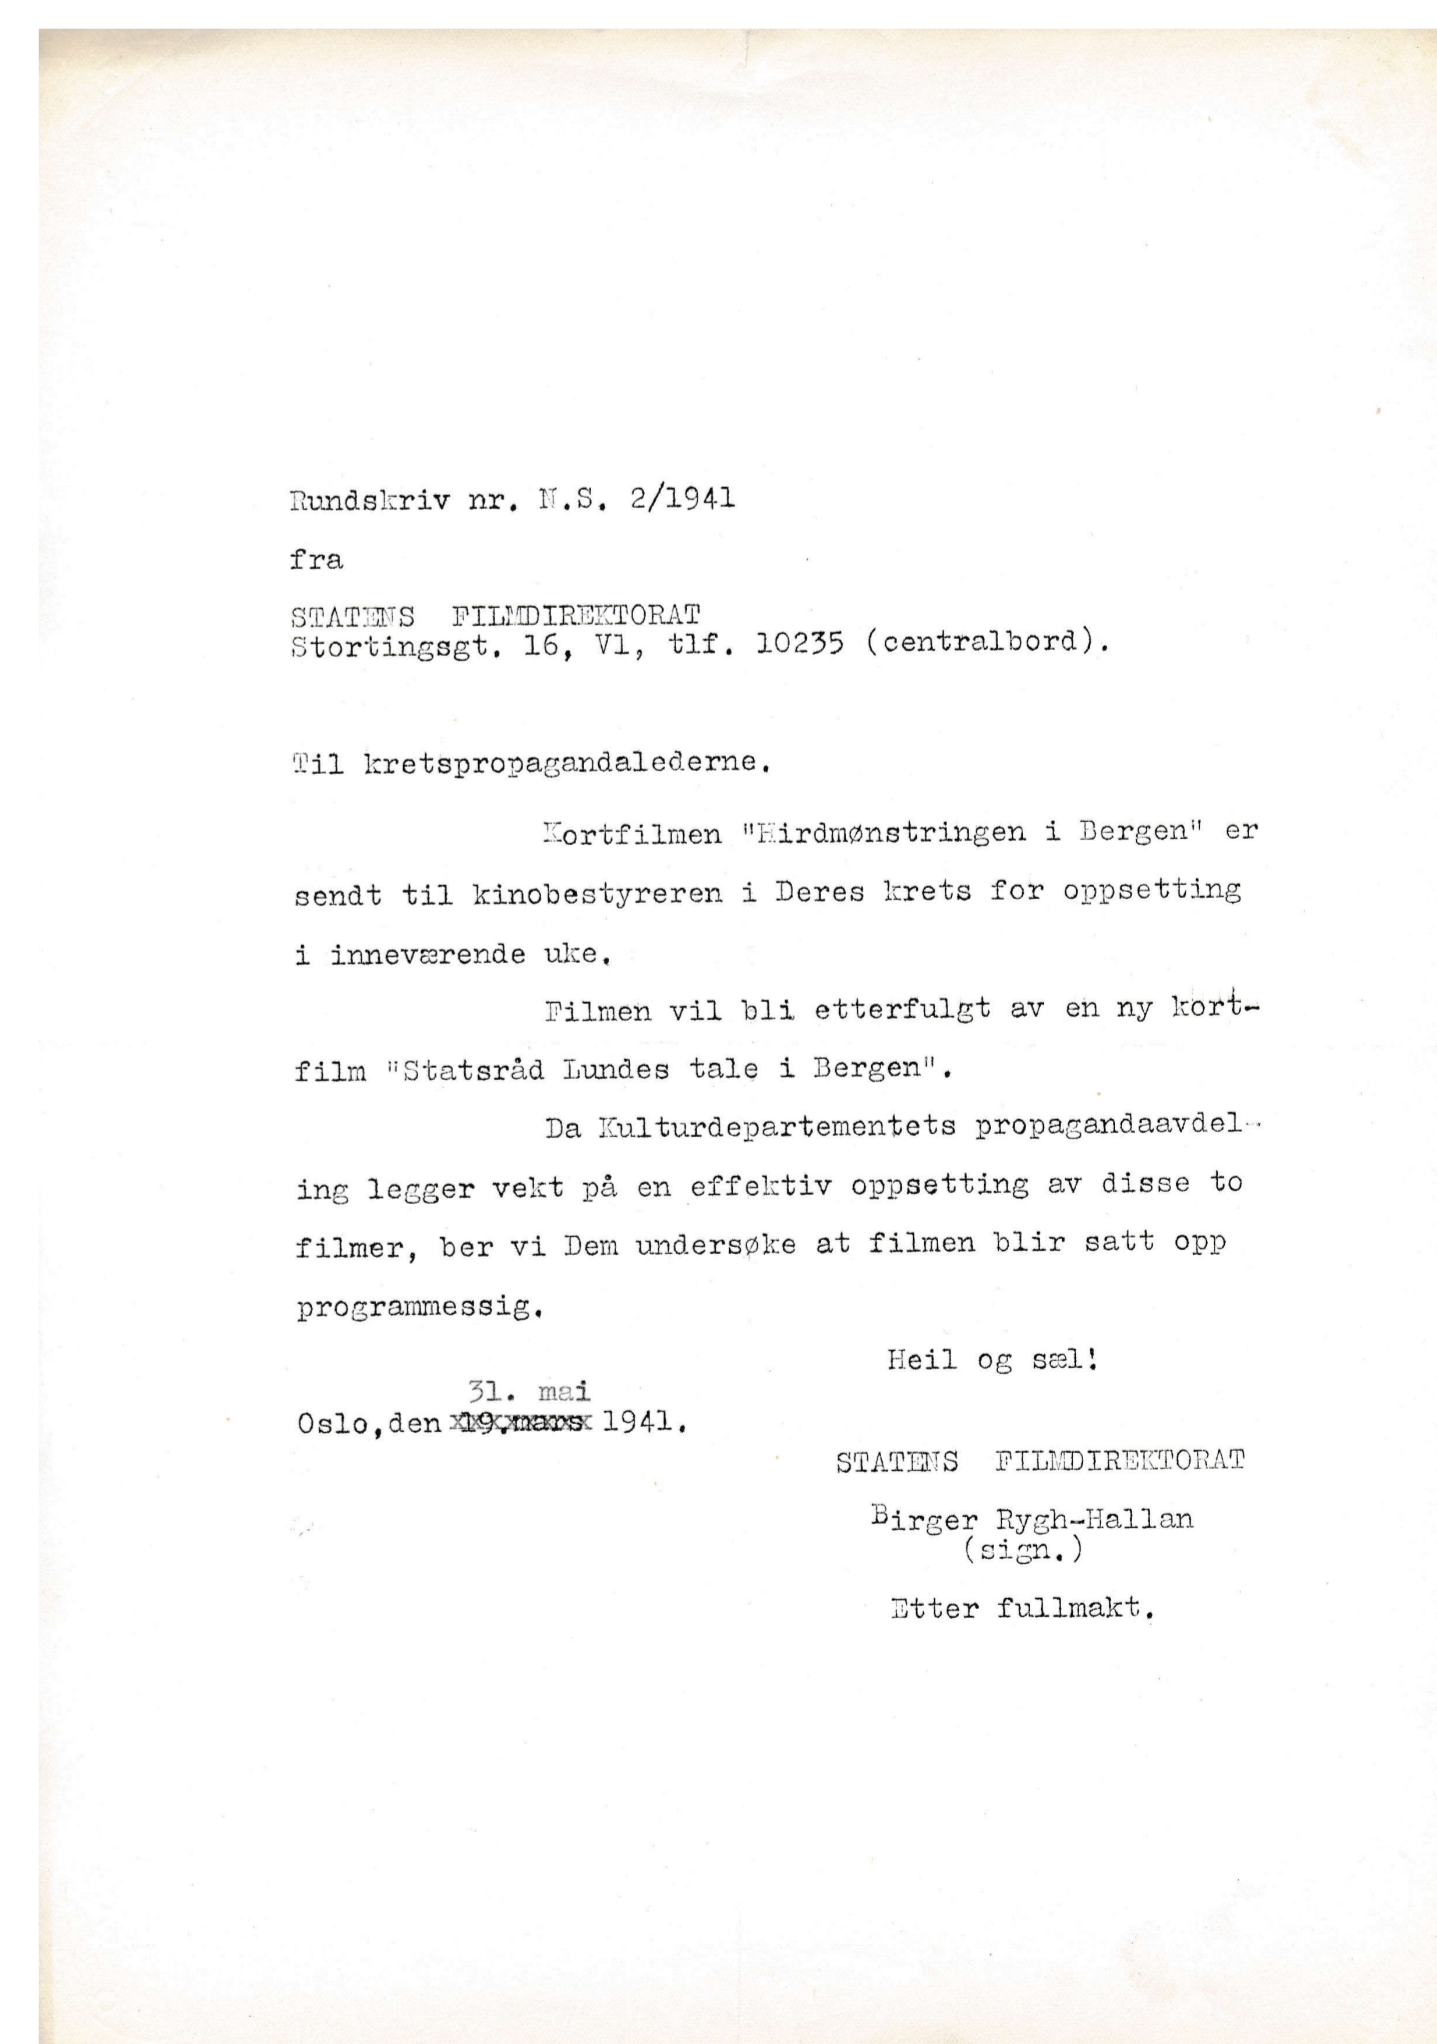 Rundskriv nr. N.S. 2/1941
fra
STATENS FILMDIREKTORAT
Stortingsgt. 16, V1, tlf. 10235 (centralbord).
Til kretspropagandalederne.
Kortfilmen "Hirdmønstringen i Bergen" er
sendt til kinobestyreren i Deres krets for oppsetting
i inneværende uke.
Filmen vil bli etterfulgt av en ny kort-
film "Statsråd Lundes tale i Bergen".
Da Kulturdepartementets propagandaavdel-
ing legger vekt på en effektiv oppsetting av disse to
filmer, ber vi Dem undersøke at filmen blir satt opp
programmessig.
Heil og sæl!
31. mai
Oslo,den 19.mars 1941.
STATENS FILMDIREKTORAT
Birger Rygh-Hallan
(sign.)
Etter fullmakt.